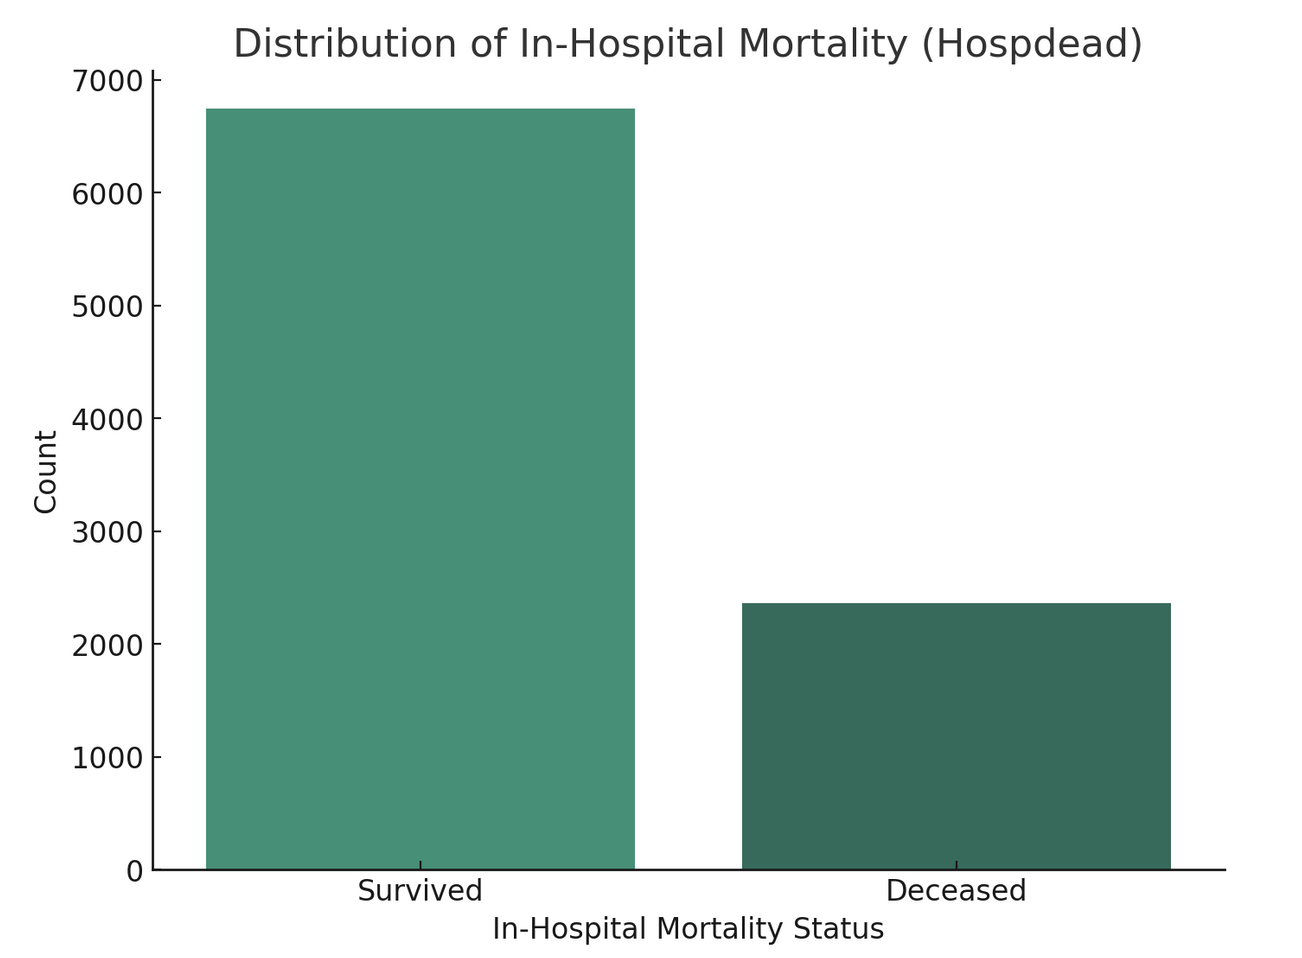 Distribution of In-Hospital Mortality (Hospdead)
7000
6000
5000
4000
3000
2000
1000
0
Count
Survived
Deceased
In-Hospital Mortality Status